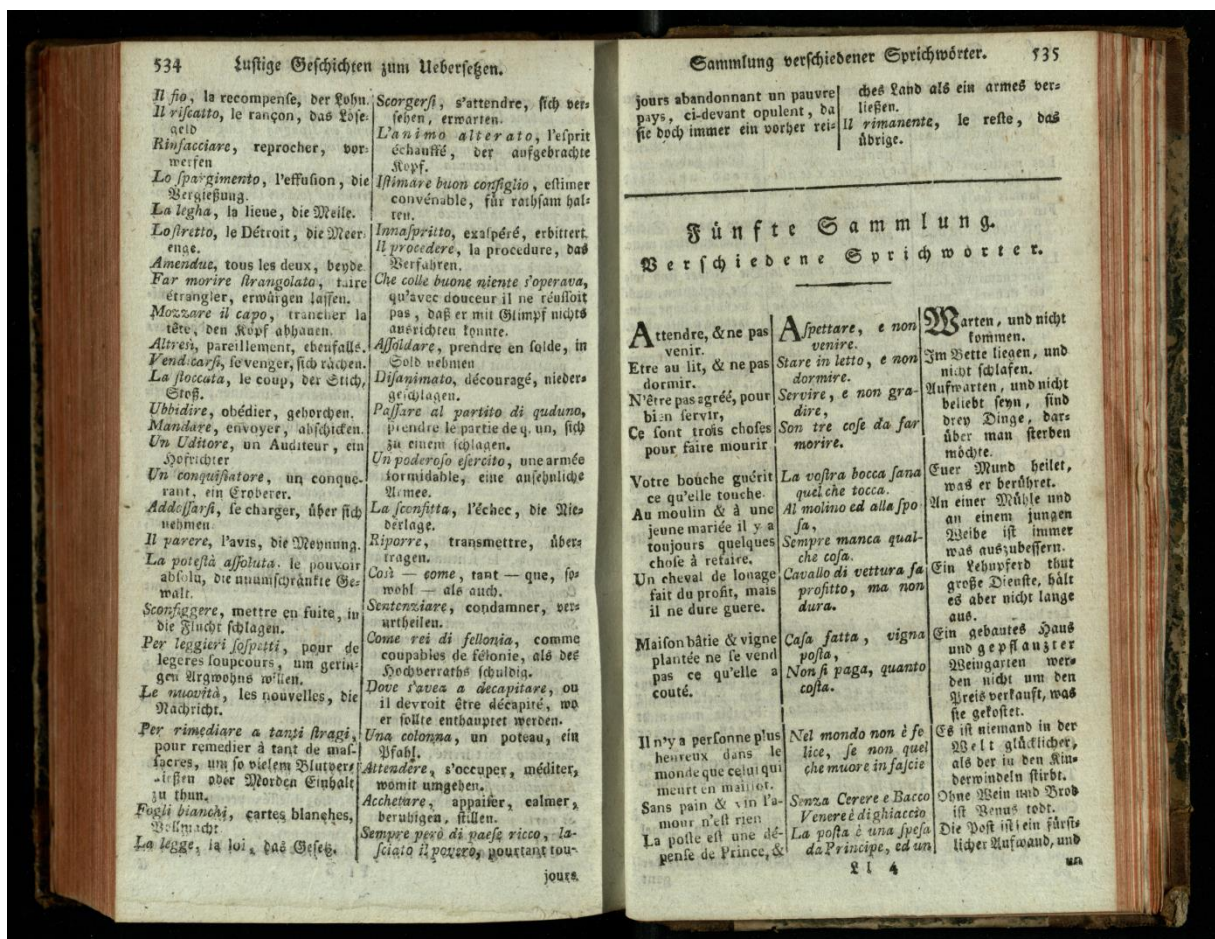 534 Lustige Geschichten zum Uebersetzen.
Il fio, la recompense, der Lohn.
Il riscatto, le rançon, das Löse-
geld
Rinfacciare, reprocher, vor-
werfen
Lo spargimento, l'effusion, die
Vergießung.
La legha, la lieue, die Meile.
Lo stretto, le Détroit, die Meer
enge.
Amendue, tous les deux, beyde.
Far morire strangolato, faire
étrangler, erwürgen lassen.
Mozzare il capo, trancher la
tête, den Kopf abhauen.
Altresì, pareillement, ebenfalls.
Vendicarsi, se venger, sich rächen.
La stoccata, le coup, der Stich,
Stoß.
Ubbidire, obédier, gehorchen.
Mandare, envoyer, abschicken.
Un Uditore, un Auditeur, ein
Hofrichter
Un conquistatore, un conque-
rant, ein Eroberer.
Addossarsi, se charger, über sich
nehmen.
Il parere, l'avis, die Meynung.
La potestà assoluta, le pouvoir
absolu, die uneinschränkte Ge-
walt.
Sconfiggere, mettre en fuite, in
die Flucht schlagen.
Per leggieri sospetti, pour de
legeres soupcours, um gerin-
gen Argwohns willen.
Le nuovità, les nouvelles, die
Nachricht.
Per rimediare a tanti stragi,
pour remedier à tant de mas-
sacres, um so vielem Blutver-
gießen oder Morden Einhalt
zu thun.
Fogli bianchi, cartes blanches,
Vollmacht
La legge, la loi, das Gesetz.
Scorgersi, s'attendre, sich ver-
sehen, erwarten.
L'animo alterato, l'esprit
échauffé, der aufgebrachte
Kopf.
Istimare buon consiglio, estimer
convénable, für rathsam hal-
ten.
Innaspritto, exaspéré, erbittert.
Il procedere, la procedure, das
Verfahren.
Che colle buone niente s'operava,
qu'avec douceur il ne réussoit
pas, daß er mit Glimpf nichts
ausrichten konnte.
Assoldare, prendre en solde, in
Sold nehmen
Disanimato, découragé, nieder-
geschlagen.
Passare al partito di quduno,
prendre le partie de q. un, sich
zu einem schlagen.
Un poderoso esercito, une armée
formidable, eine ansehnliche
Armee.
La sconfitta, l'échec, die Nie-
derlage.
Riporre, transmettre, über-
tragen.
Così — come, tant — que, so-
wohl — als auch.
Sentenziare, condamner, ver-
urtheilen.
Come rei di fellonia, comme
coupables de félonie, als des
Hochverraths schuldig.
Dove s'avea a decapitare, ou
il devroit être décapité, wo
er sollte enthauptet werden.
Una colonna, un poteau, ein
Pfahl.
Attendere, s'occuper, méditer,
womit umgehen.
Acchetare, appaiser, calmer,
beruhigen, stillen.
Sempre però di paese ricco, la-
sciato il povero, pourtant tou-
jours.
Sammlung verschiedener Sprichwörter. 535
jours abandonnant un pauvre
pays, ci-devant opulent, da
sie doch immer ein vorher rei-
ches Land als ein armes ver-
ließen.
Il rimanente, le reste, das
übrige.
Fünfte Sammlung.
Verschiedene Sprichwörter.
Attendre, & ne pas
venir.
Etre au lit, & ne pas
dormir.
N'être pas agréé, pour
bien servir,
Ce sont trois choses
pour faire mourir
Votre bouche guérit
ce qu'elle touche.
Au moulin & à une
jeune mariée il y a
toujours quelques
chose à refaire.
Un cheval de louage
fait du profit, mais
il ne dure guere.
Maison bâtie & vigne
plantée ne se vend
pas ce qu'elle a
couté.
Il n'y a personne plus
heureux dans le
monde que celui qui
meurt en maillot.
Sans pain & vin l'a-
mour n'est rien
La poste est une dé-
pense de Prince, &
Aspettare, e non
venire.
Stare in letto, e non
dormire.
Servire, e non gra-
dire,
Son tre cose da far
morire.
La vostra bocca sana
quel che tocca.
Al molino ed alla spo
sa,
Sempre manca qual-
che cosa.
Cavallo di vettura fa
profitto, ma non
dura.
Casa fatta, vigna
posta,
Non si paga, quanto
costa.
Nel mondo non è fe
lice, se non quel
che muore in fascie
Senza Cerere e Bacco
Venere è di ghiaccio
La posta è una spesa
da Principe, ed un
Warten, und nicht
kommen.
Im Bette liegen, und
nicht schlafen.
Aufwarten, und nicht
beliebt seyn, sind
drey Dinge, dar-
über man sterben
möchte.
Euer Mund heilet,
was er berühret.
An einer Mühle und
an einem jungen
Weibe ist immer
was auszubessern.
Ein Lehnpferd thut
große Dienste, hält
es aber nicht lange
aus.
Ein gebautes Haus
und gepflanzter
Weingarten wer-
den nicht um den
Preis verkauft, was
sie gekostet.
Es ist niemand in der
Welt glücklicher,
als der in den Kin-
derwindeln stirbt.
Ohne Wein und Brod
ist Venus todt.
Die Post ist ein fürst-
licher Aufwand, und
Ll 4
un